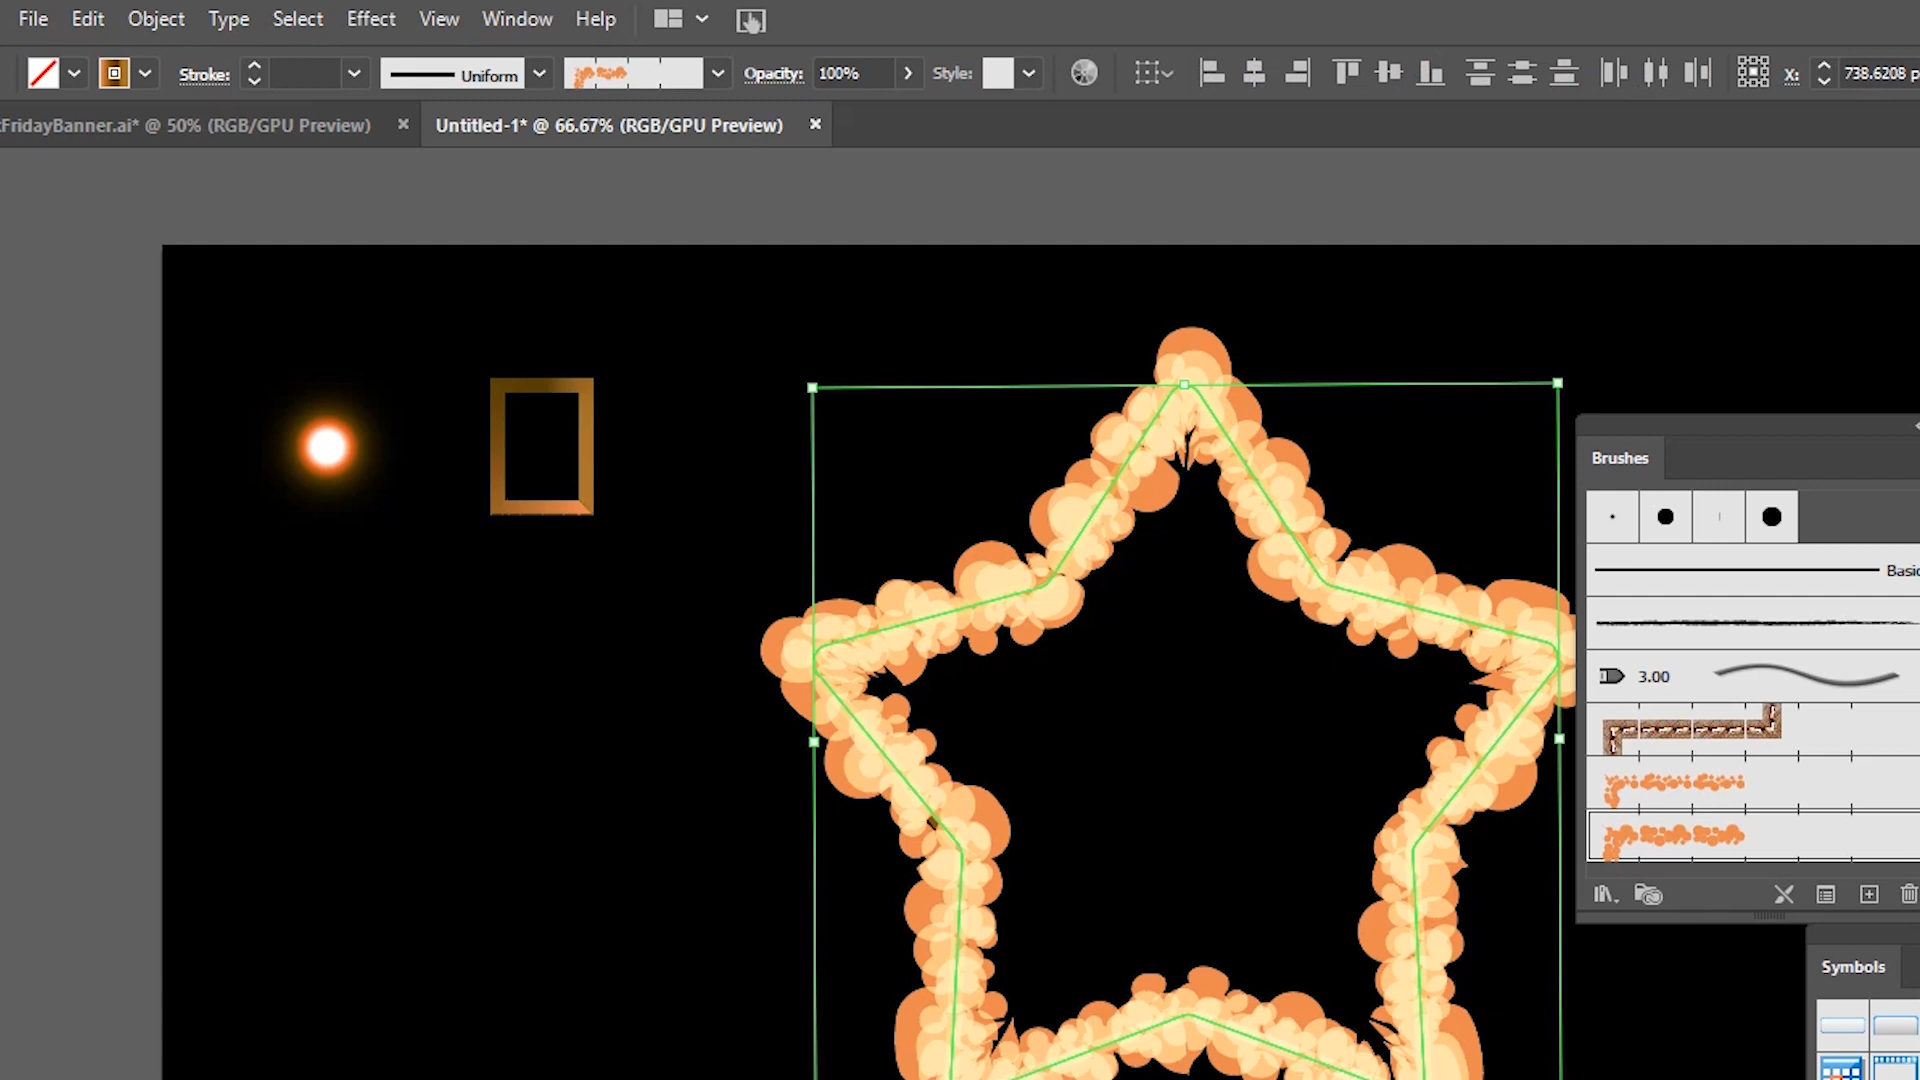 File Edit Object Type Select Effect View Window Help
Stroke: Uniform Opacity: 100% Style: X: 738.6208 p
FridayBanner.ai* @ 50% (RGB/GPU Preview) × Untitled-1* @ 66.67% (RGB/GPU Preview) ×
Brushes
Basic
3.00
Symbols